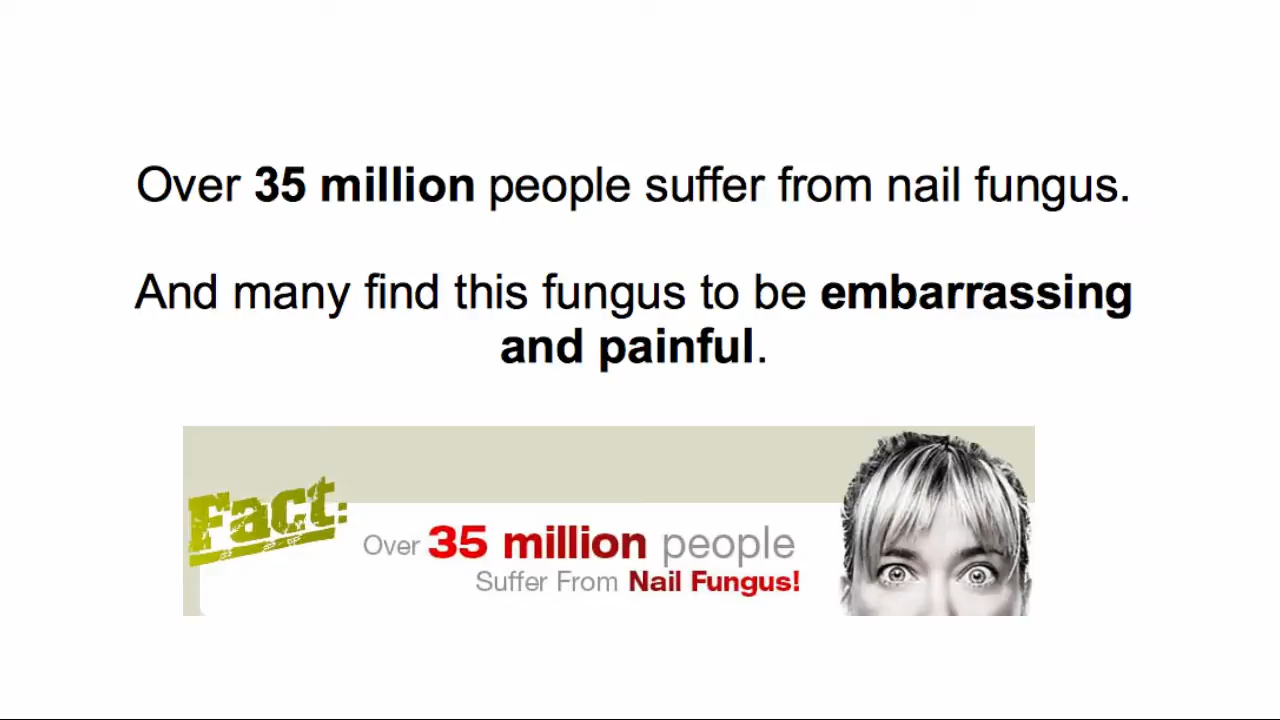 Over 35 million people suffer from nail fungus.
And many find this fungus to be embarrassing
and painful.
Fact:
Over 35 million people
Suffer From Nail Fungus!